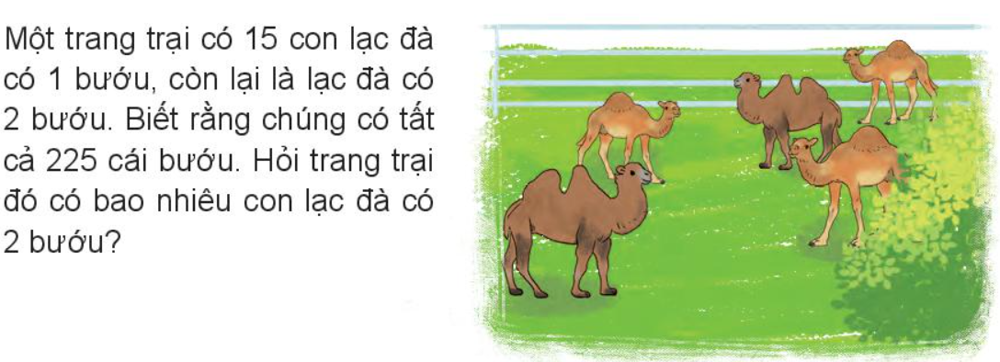 Một trang trại có 15 con lạc đà
có 1 bướu, còn lại là lạc đà có
2 bướu. Biết rằng chúng có tất
cả 225 cái bướu. Hỏi trang trại
đó có bao nhiêu con lạc đà có
2 bướu?